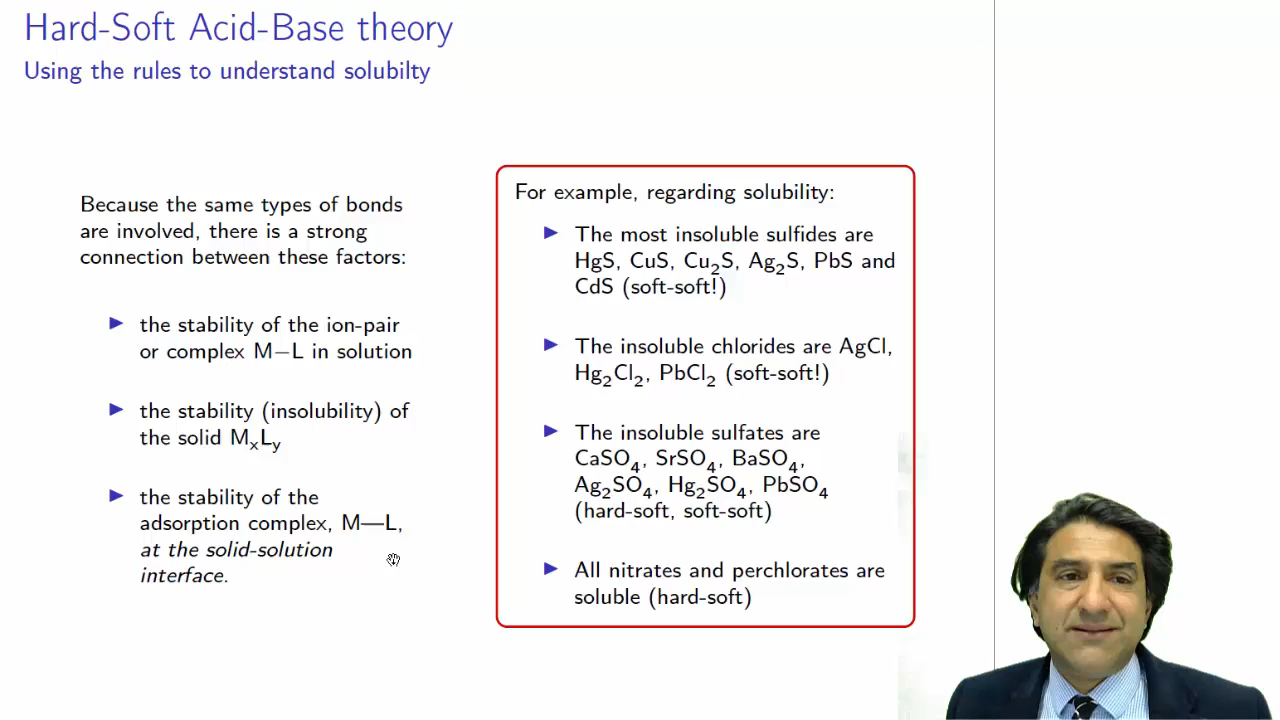 Hard-Soft Acid-Base theory
Using the rules to understand solubilty
Because the same types of bonds
are involved, there is a strong
connection between these factors:
▶ the stability of the ion-pair
or complex M−L in solution
▶ the stability (insolubility) of
the solid MₓLᵧ
▶ the stability of the
adsorption complex, M—L,
at the solid-solution
interface.
For example, regarding solubility:
▶ The most insoluble sulfides are
HgS, CuS, Cu₂S, Ag₂S, PbS and
CdS (soft-soft!)
▶ The insoluble chlorides are AgCl,
Hg₂Cl₂, PbCl₂ (soft-soft!)
▶ The insoluble sulfates are
CaSO₄, SrSO₄, BaSO₄,
Ag₂SO₄, Hg₂SO₄, PbSO₄
(hard-soft, soft-soft)
▶ All nitrates and perchlorates are
soluble (hard-soft)